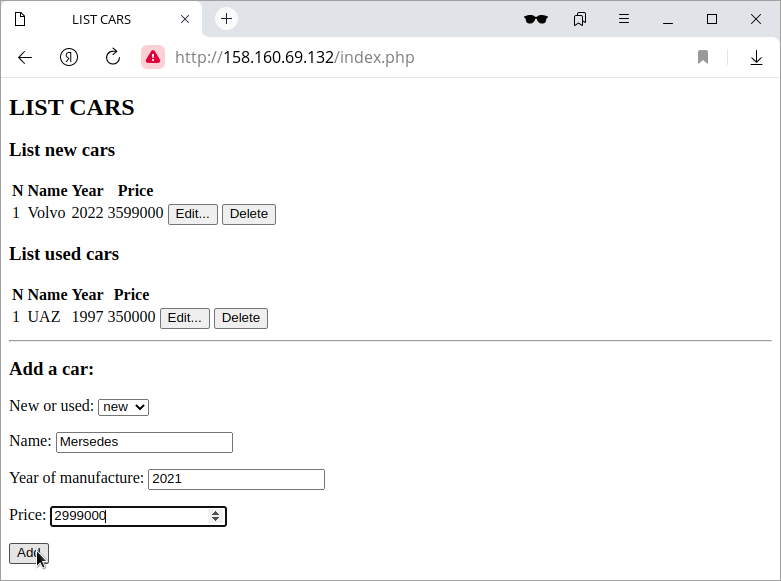 LIST CARS
http://158.160.69.132/index.php
LIST CARS
List new cars
N Name Year Price
1 Volvo 2022 3599000 Edit... Delete
List used cars
N Name Year Price
1 UAZ 1997 350000 Edit... Delete
Add a car:
New or used: new
Name: Mersedes
Year of manufacture: 2021
Price: 2999000
Add